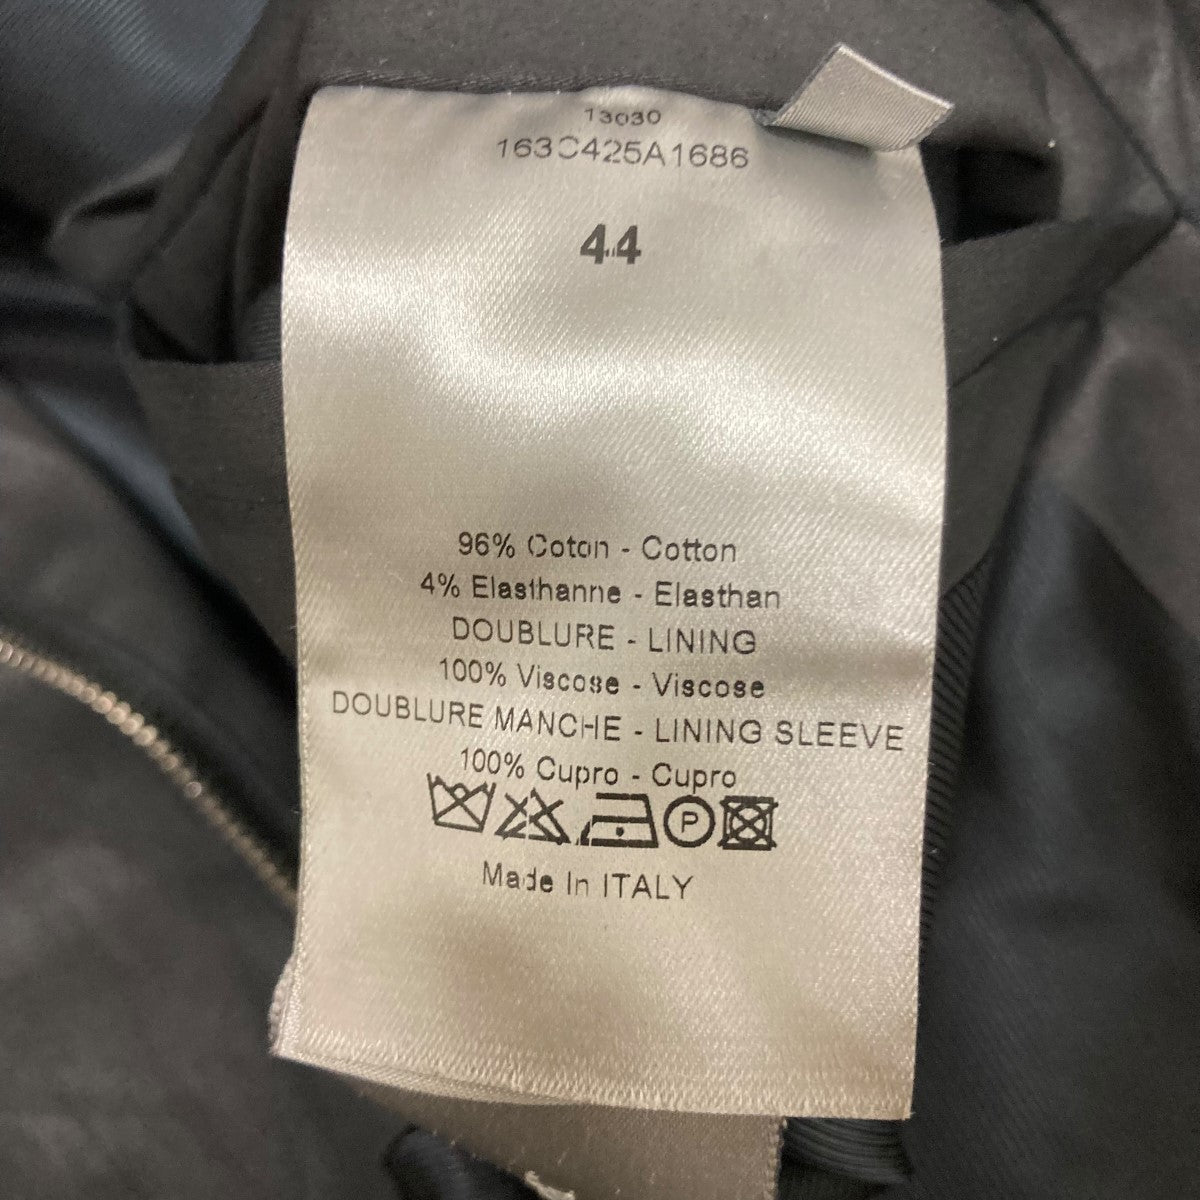 13030
163C425A1686
44
96% Coton - Cotton
4% Elasthanne - Elasthan
DOUBLURE - LINING
100% Viscose - Viscose
DOUBLURE MANCHE - LINING SLEEVE
100% Cupro - Cupro
P
Made In ITALY